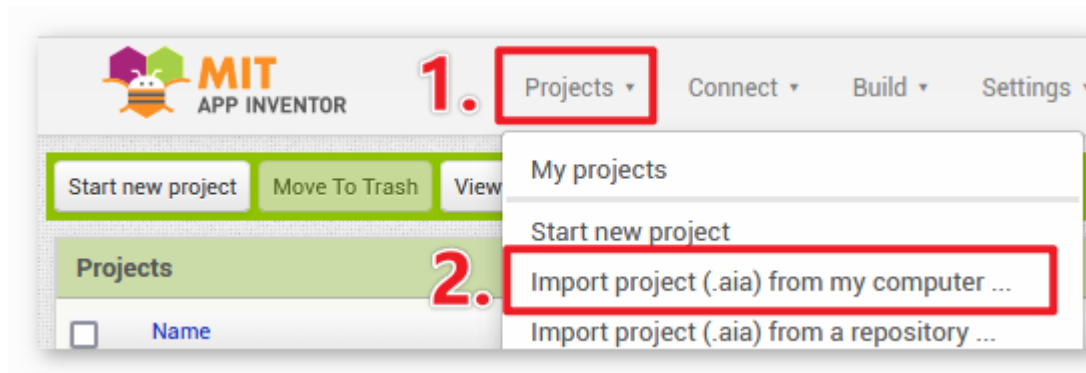 MIT
APP INVENTOR
1.
Projects ▾ Connect ▾ Build ▾ Settings
Start new project Move To Trash View
My projects
Start new project
Projects
2.
Import project (.aia) from my computer ...
Name
Import project (.aia) from a repository ...